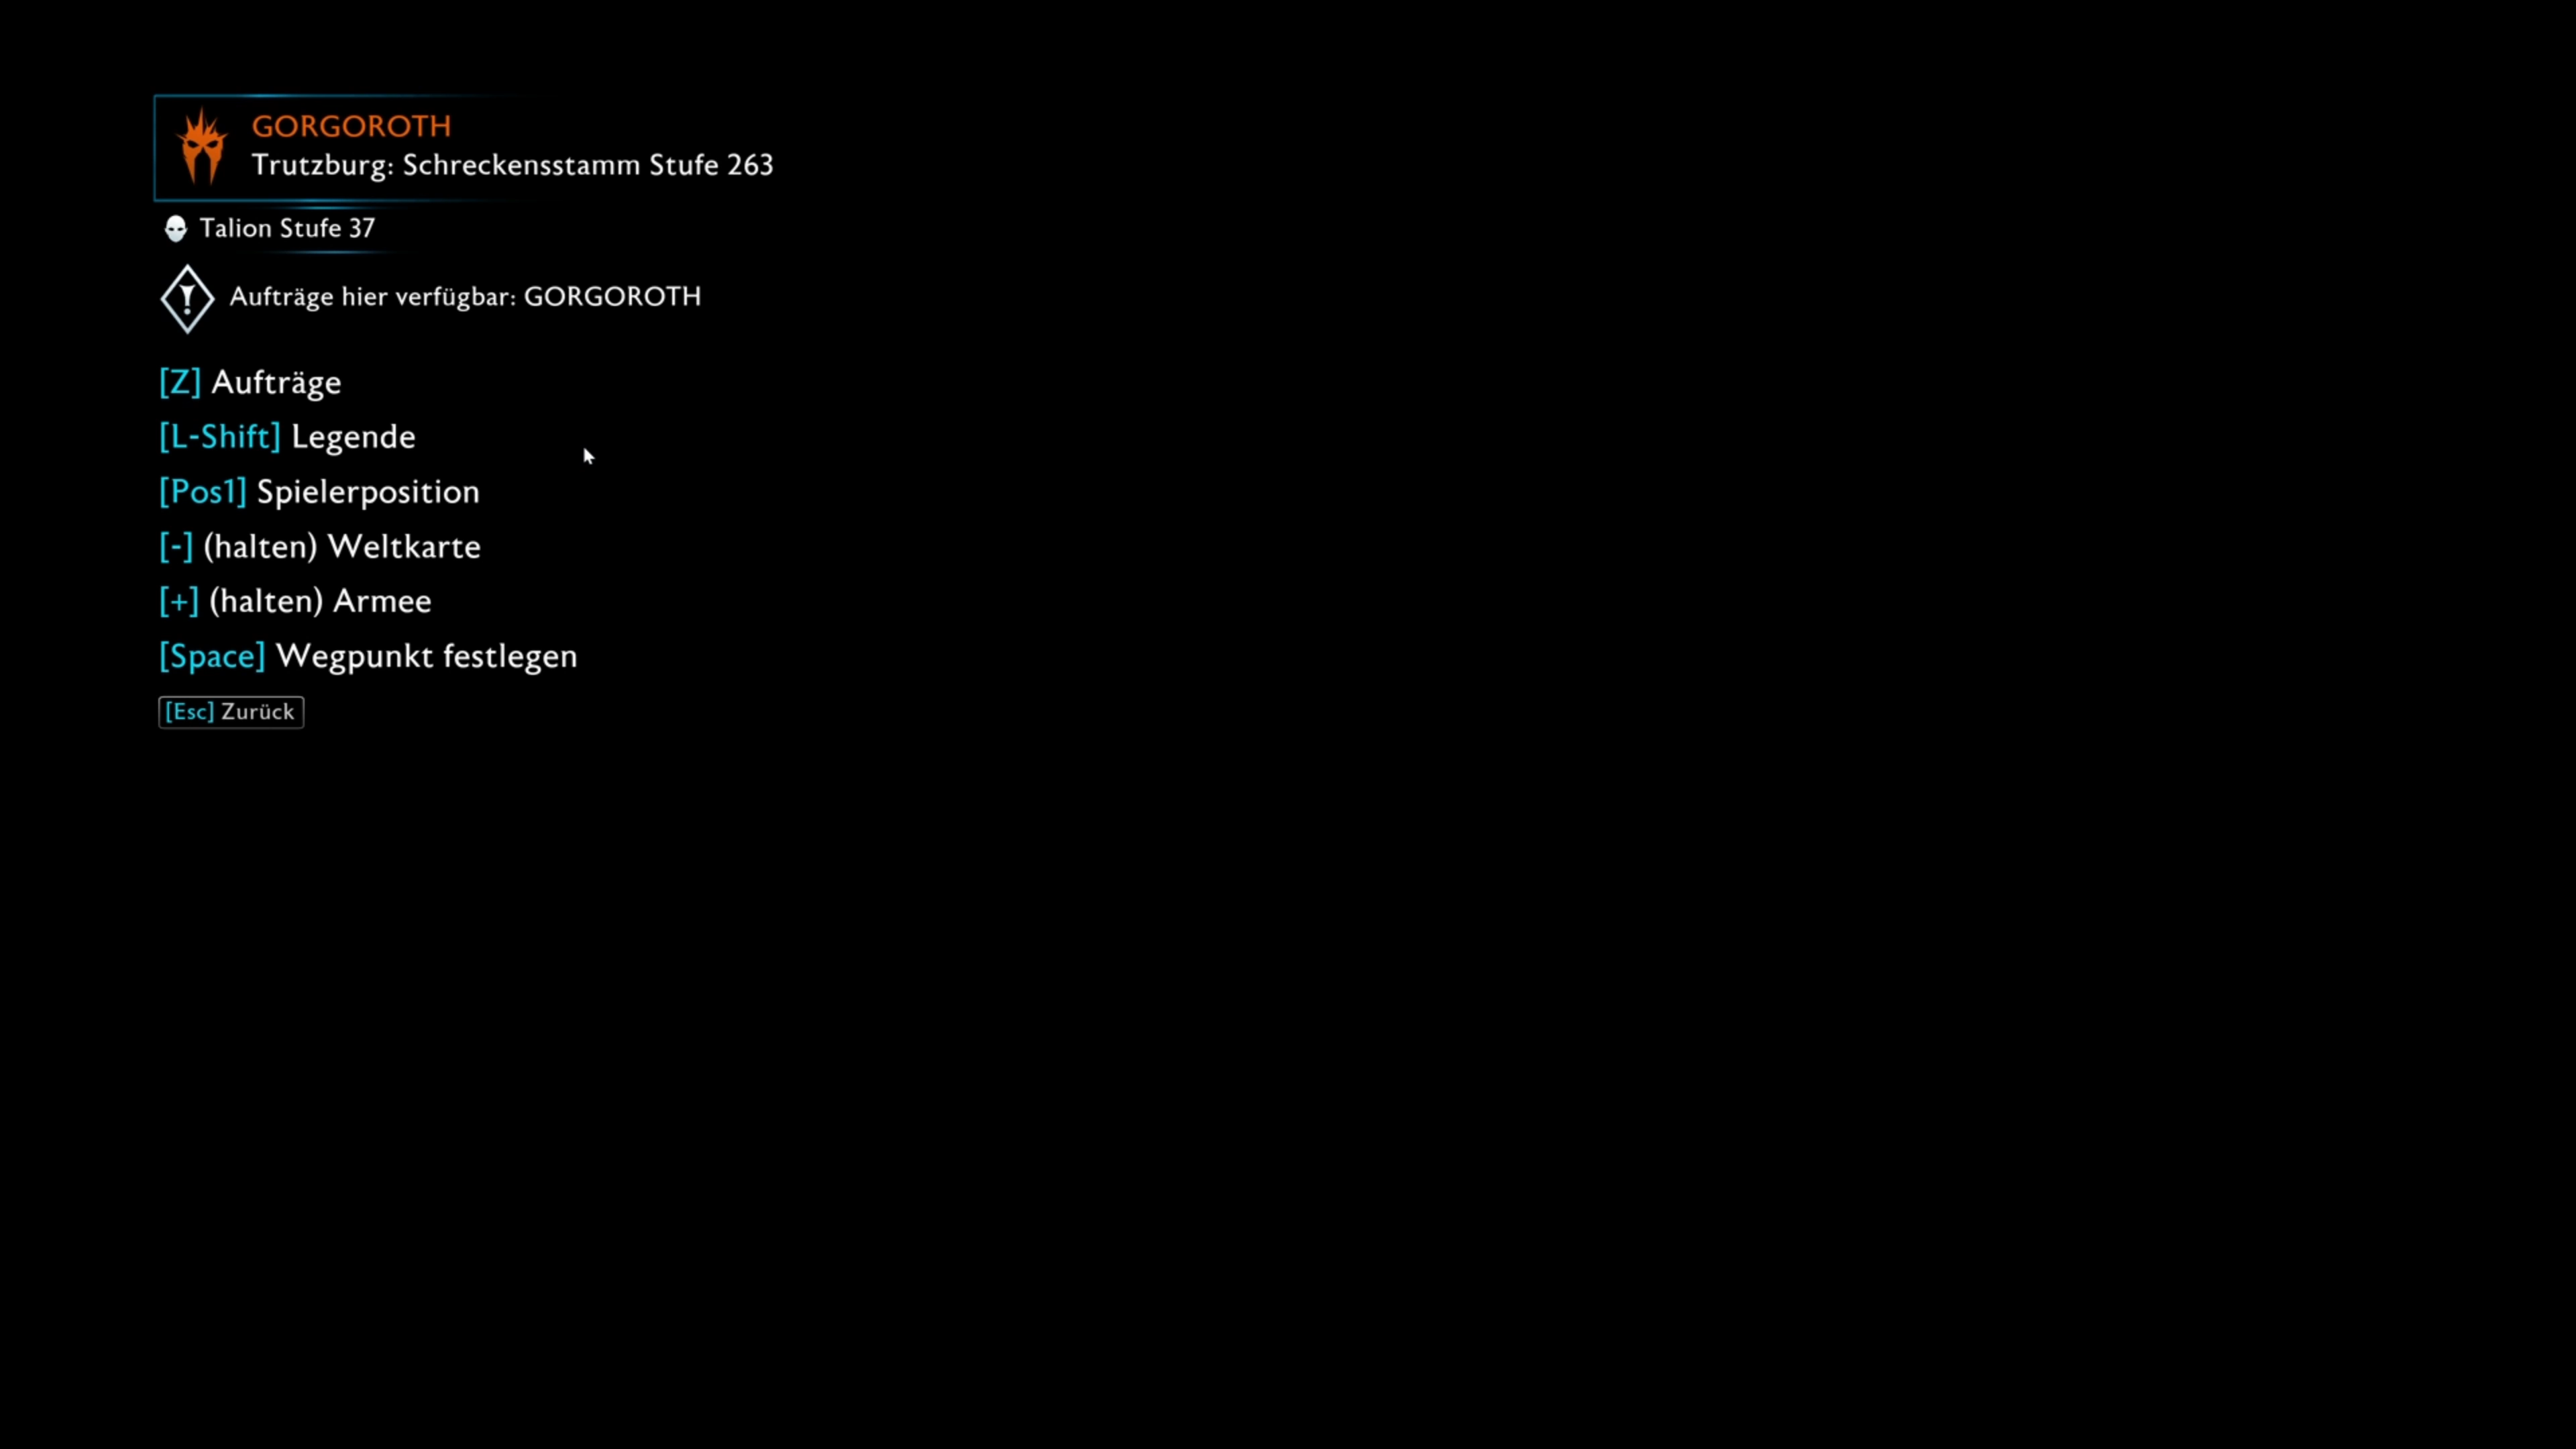 GORGOROTH
Trutzburg: Schreckensstamm Stufe 263
Talion Stufe 37
Aufträge hier verfügbar: GORGOROTH
[Z] Aufträge
[L-Shift] Legende
[Pos1] Spielerposition
[-] (halten) Weltkarte
[+] (halten) Armee
[Space] Wegpunkt festlegen
[Esc] Zurück